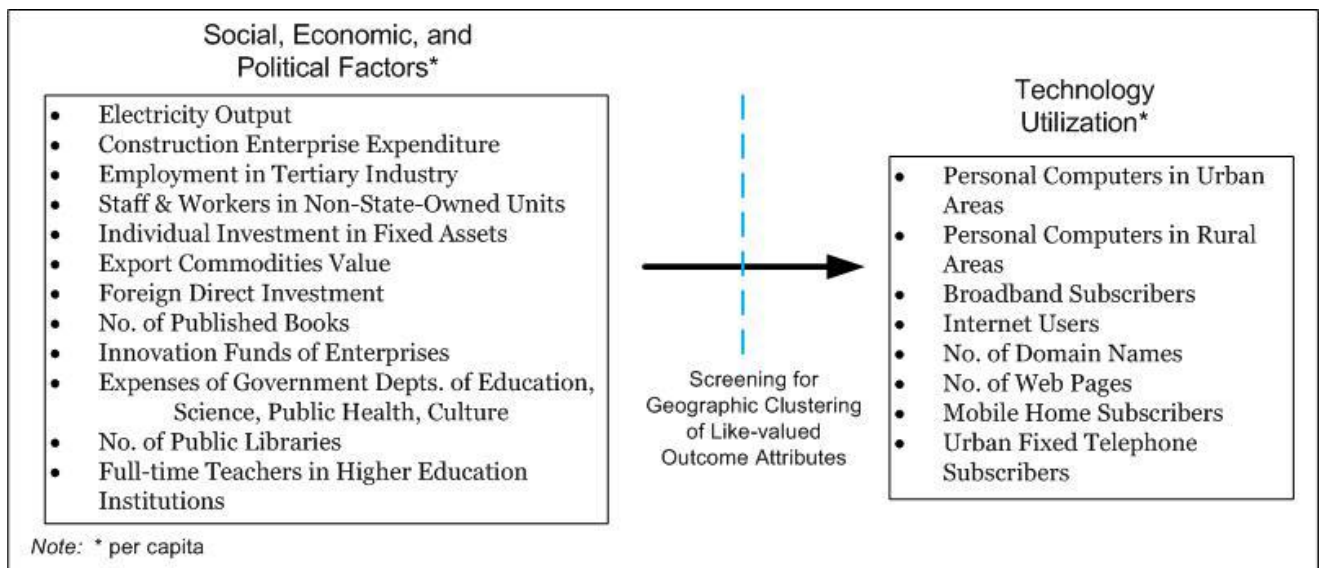 Social, Economic, and
Political Factors*
• Electricity Output
• Construction Enterprise Expenditure
• Employment in Tertiary Industry
• Staff & Workers in Non-State-Owned Units
• Individual Investment in Fixed Assets
• Export Commodities Value
• Foreign Direct Investment
• No. of Published Books
• Innovation Funds of Enterprises
• Expenses of Government Depts. of Education,
Science, Public Health, Culture
• No. of Public Libraries
• Full-time Teachers in Higher Education
Institutions
Note: * per capita
Screening for
Geographic Clustering
of Like-valued
Outcome Attributes
Technology
Utilization*
• Personal Computers in Urban
Areas
• Personal Computers in Rural
Areas
• Broadband Subscribers
• Internet Users
• No. of Domain Names
• No. of Web Pages
• Mobile Home Subscribers
• Urban Fixed Telephone
Subscribers